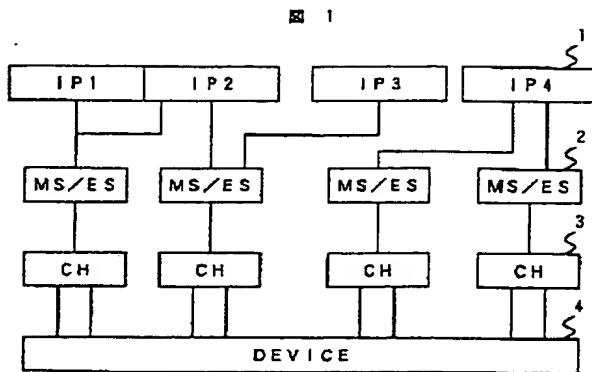 図 1
1
IP1 IP2 IP3 IP4
2
MS/ES MS/ES MS/ES MS/ES
3
CH CH CH CH
4
DEVICE